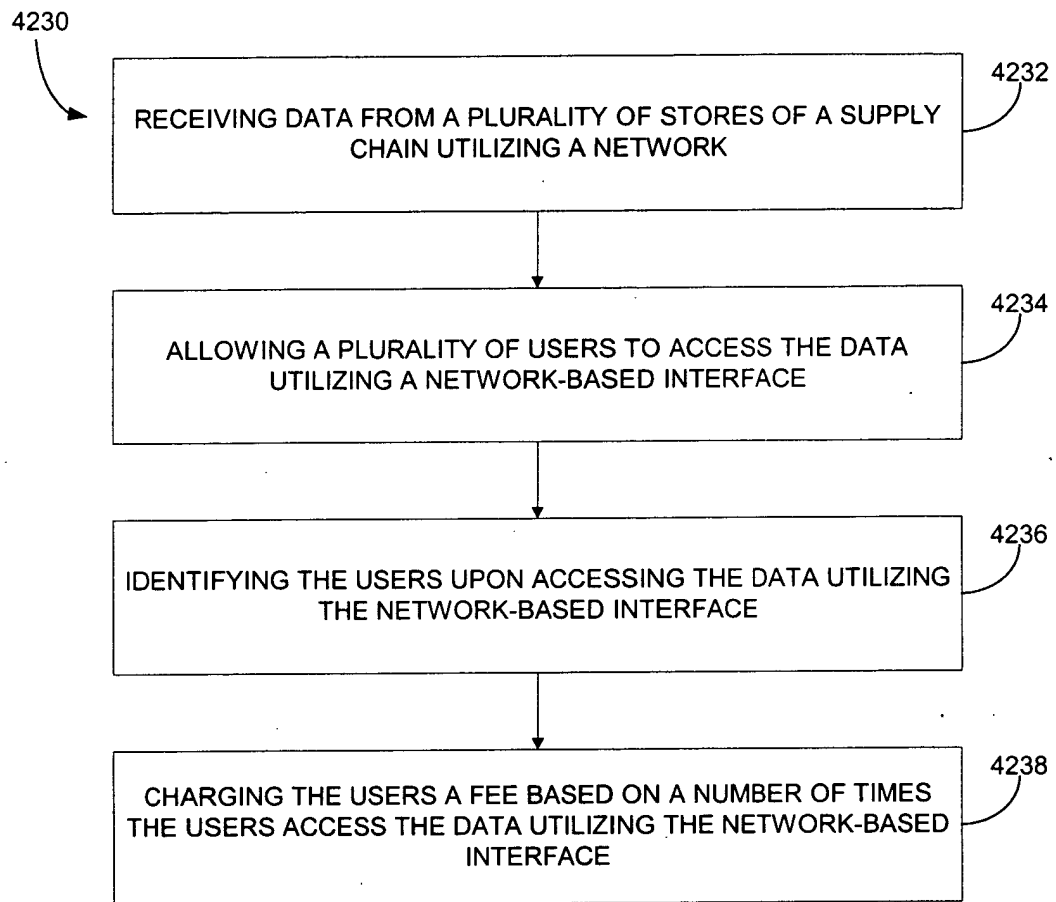 4230
4232
RECEIVING DATA FROM A PLURALITY OF STORES OF A SUPPLY
CHAIN UTILIZING A NETWORK
4234
ALLOWING A PLURALITY OF USERS TO ACCESS THE DATA
UTILIZING A NETWORK-BASED INTERFACE
4236
IDENTIFYING THE USERS UPON ACCESSING THE DATA UTILIZING
THE NETWORK-BASED INTERFACE
4238
CHARGING THE USERS A FEE BASED ON A NUMBER OF TIMES
THE USERS ACCESS THE DATA UTILIZING THE NETWORK-BASED
INTERFACE